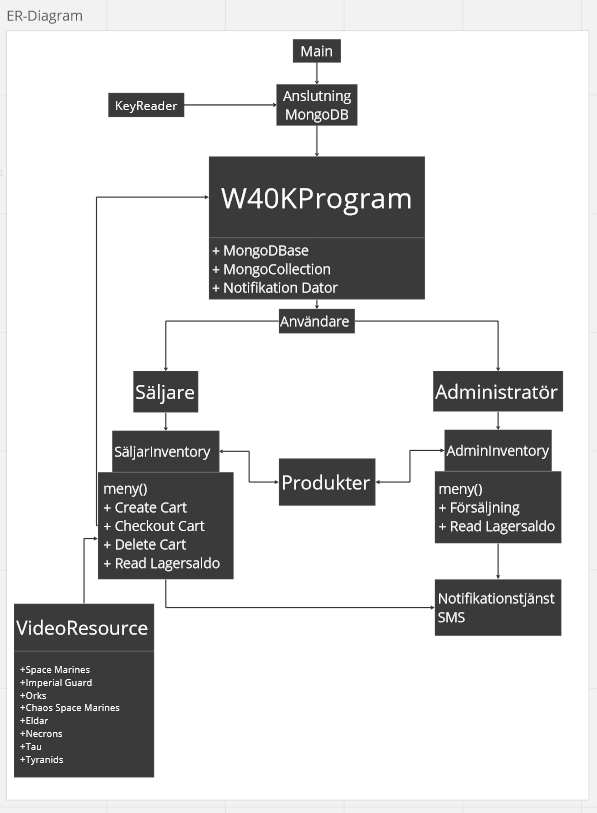 ER-Diagram
Main
KeyReader
Anslutning
MongoDB
W40KProgram
+ MongoDBase
+ MongoCollection
+ Notifikation Dator
Användare
Säljare
Administratör
SäljarInventory
AdminInventory
Produkter
meny()
+ Create Cart
+ Checkout Cart
+ Delete Cart
+ Read Lagersaldo
meny()
+ Försäljning
+ Read Lagersaldo
Notifikationstjänst
SMS
VideoResource
+Space Marines
+Imperial Guard
+Orks
+Chaos Space Marines
+Eldar
+Necrons
+Tau
+Tyranids